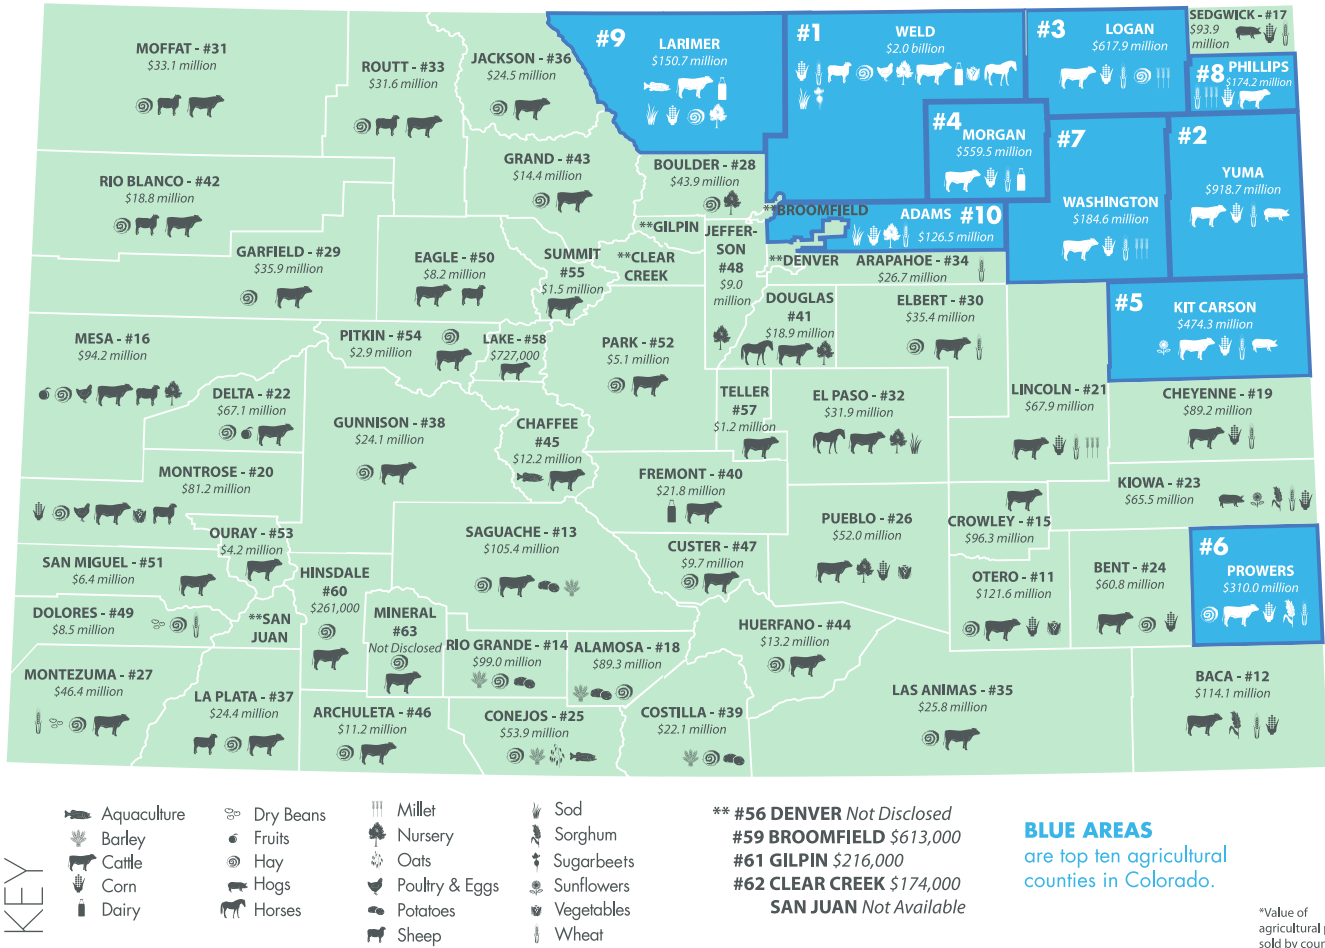 MOFFAT - #31
$33.1 million
ROUTT - #33
$31.6 million
JACKSON - #36
$24.5 million
#9
LARIMER
$150.7 million
#1
WELD
$2.0 billion
#3
LOGAN
$617.9 million
SEDGWICK - #17
$93.9
million
#8 PHILLIPS
$174.2 million
#4
MORGAN
$559.5 million
#7
WASHINGTON
$184.6 million
#2
YUMA
$918.7 million
RIO BLANCO - #42
$18.8 million
GRAND - #43
$14.4 million
BOULDER - #28
$43.9 million
**BROOMFIELD
ADAMS #10
$126.5 million
**GILPIN
GARFIELD - #29
$35.9 million
EAGLE - #50
$8.2 million
SUMMIT
#55
$1.5 million
**CLEAR
CREEK
JEFFER-
SON
#48
$9.0
million
**DENVER
ARAPAHOE - #34
$26.7 million
DOUGLAS
#41
$18.9 million
ELBERT - #30
$35.4 million
#5
KIT CARSON
$474.3 million
MESA - #16
$94.2 million
PITKIN - #54
$2.9 million
LAKE - #58
$727,000
PARK - #52
$5.1 million
DELTA - #22
$67.1 million
GUNNISON - #38
$24.1 million
CHAFFEE
#45
$12.2 million
TELLER
#57
$1.2 million
EL PASO - #32
$31.9 million
LINCOLN - #21
$67.9 million
CHEYENNE - #19
$89.2 million
MONTROSE - #20
$81.2 million
FREMONT - #40
$21.8 million
KIOWA - #23
$65.5 million
OURAY - #53
$4.2 million
SAGUACHE - #13
$105.4 million
CUSTER - #47
$9.7 million
PUEBLO - #26
$52.0 million
CROWLEY - #15
$96.3 million
#6
PROWERS
$310.0 million
SAN MIGUEL - #51
$6.4 million
HINSDALE
#60
$261,000
OTERO - #11
$121.6 million
BENT - #24
$60.8 million
DOLORES - #49
$8.5 million
**SAN
JUAN
MINERAL
#63
Not Disclosed
RIO GRANDE - #14
$99.0 million
ALAMOSA - #18
$89.3 million
HUERFANO - #44
$13.2 million
MONTEZUMA - #27
$46.4 million
LA PLATA - #37
$24.4 million
ARCHULETA - #46
$11.2 million
CONEJOS - #25
$53.9 million
COSTILLA - #39
$22.1 million
LAS ANIMAS - #35
$25.8 million
BACA - #12
$114.1 million
KEY
Aquaculture
Barley
Cattle
Corn
Dairy
Dry Beans
Fruits
Hay
Hogs
Horses
Millet
Nursery
Oats
Poultry & Eggs
Potatoes
Sheep
Sod
Sorghum
Sugarbeets
Sunflowers
Vegetables
Wheat
** #56 DENVER Not Disclosed
#59 BROOMFIELD $613,000
#61 GILPIN $216,000
#62 CLEAR CREEK $174,000
SAN JUAN Not Available
BLUE AREAS
are top ten agricultural
counties in Colorado.
*Value of
agricultural
sold by